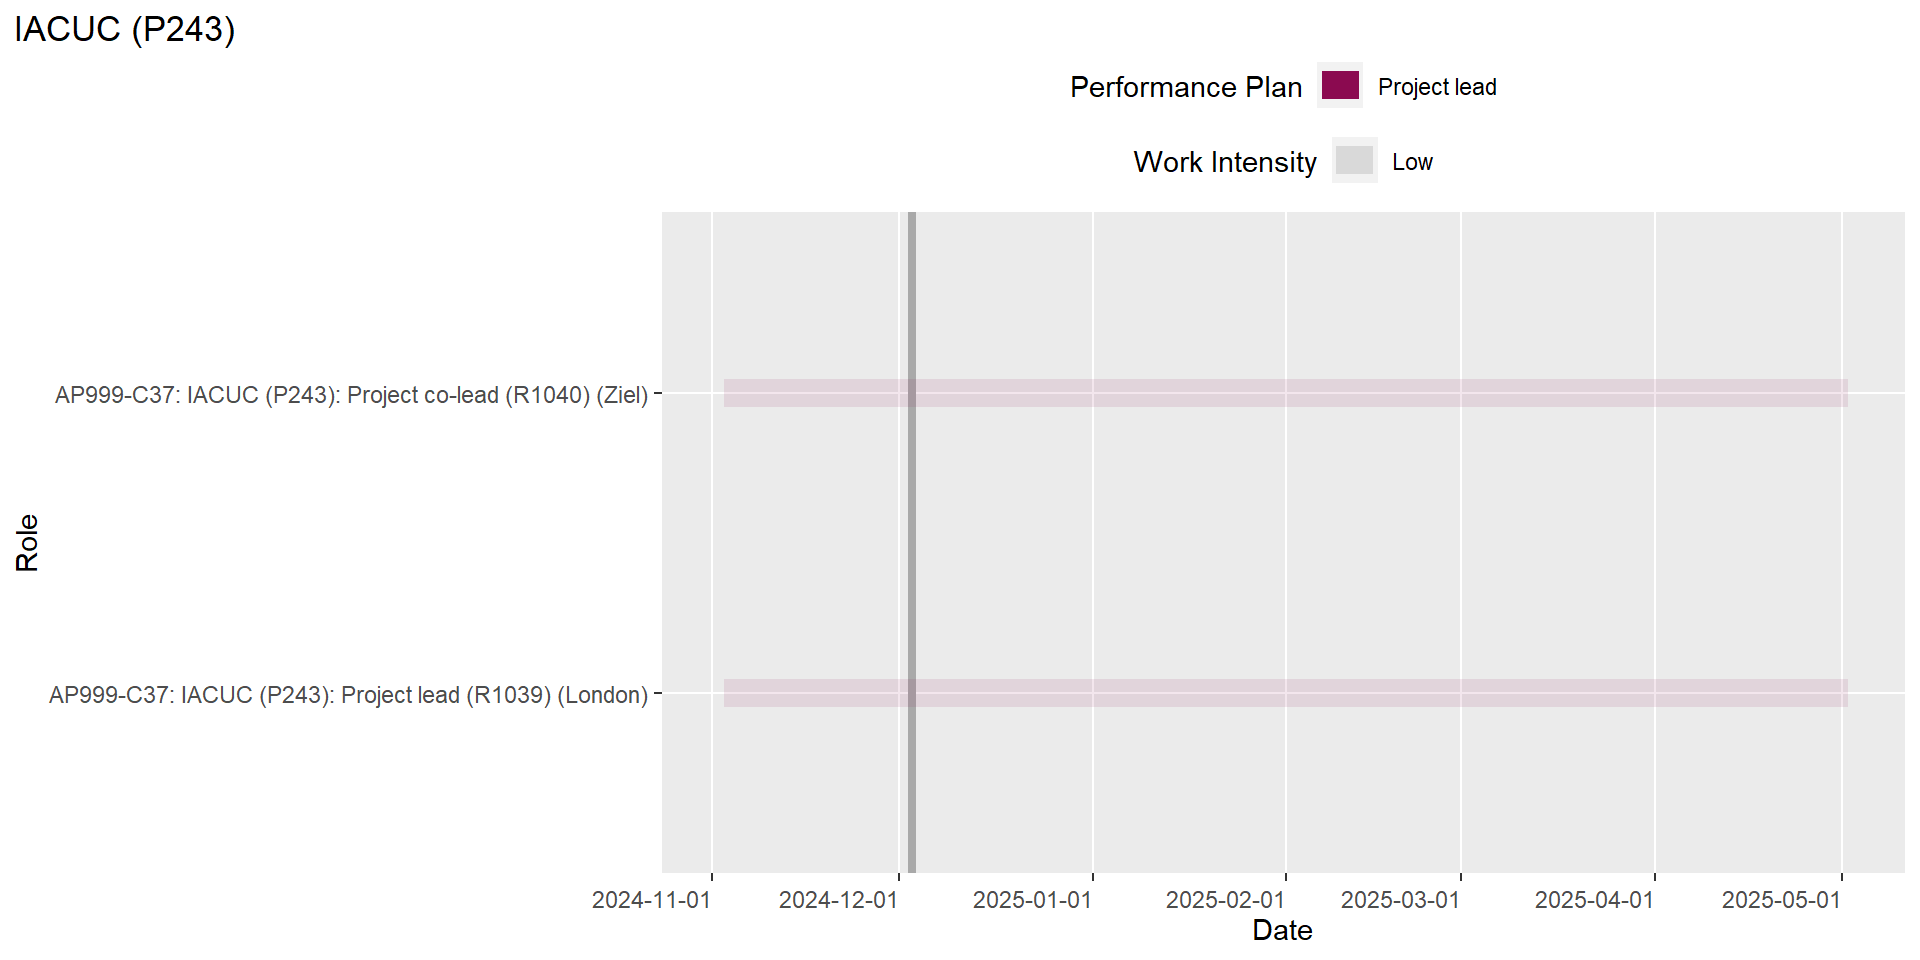 IACUC (P243)
Performance Plan Project lead
Work Intensity Low
AP999-C37: IACUC (P243): Project co-lead (R1040) (Ziel)
Role
AP999-C37: IACUC (P243): Project lead (R1039) (London)
2024-11-01 2024-12-01 2025-01-01 2025-02-01 2025-03-01 2025-04-01 2025-05-01
Date